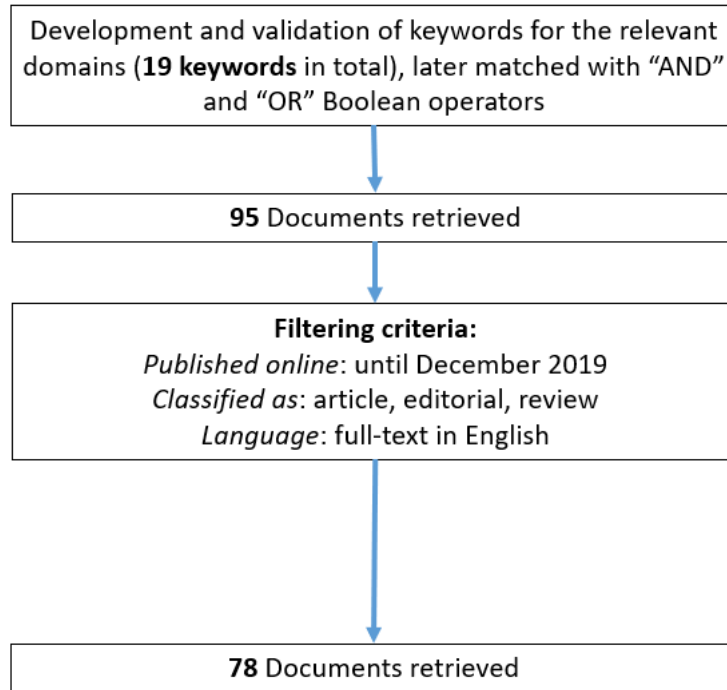 Development and validation of keywords for the relevant
domains (19 keywords in total), later matched with “AND”
and “OR” Boolean operators
95 Documents retrieved
Filtering criteria:
Published online: until December 2019
Classified as: article, editorial, review
Language: full-text in English
78 Documents retrieved